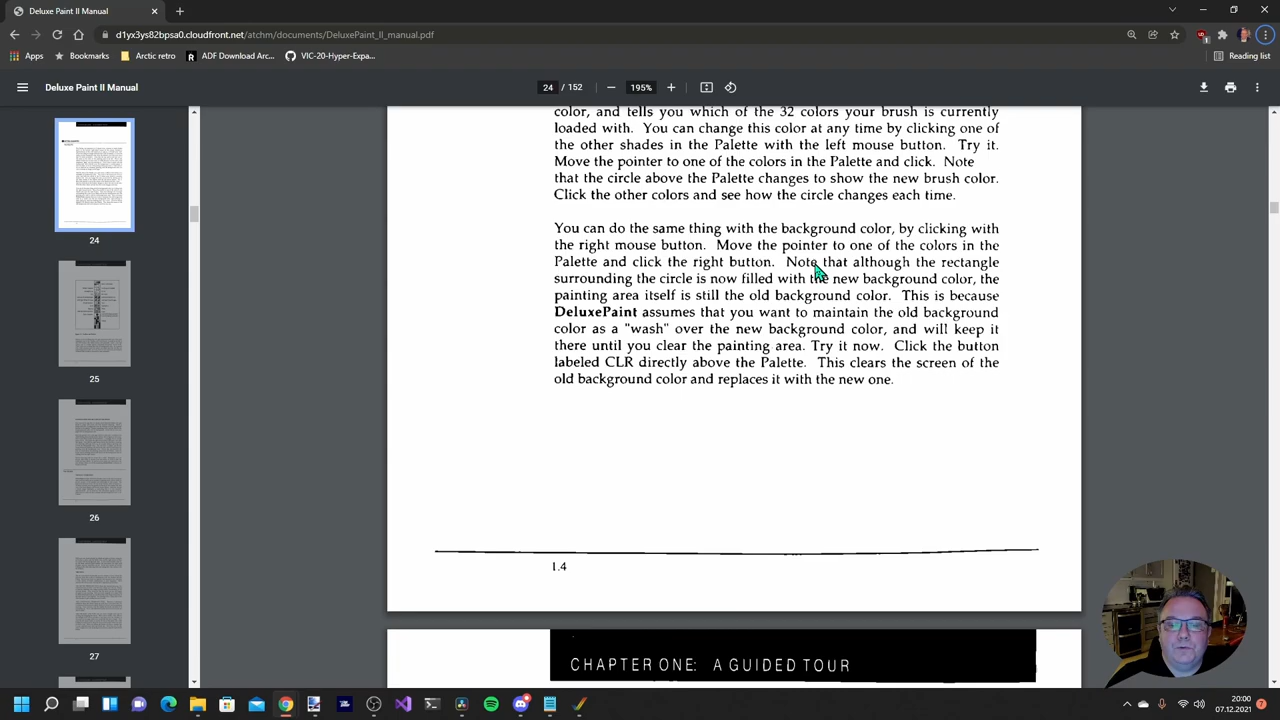 Deluxe Paint II Manual
d1yx3ys82bpsa0.cloudfront.net/atchm/documents/DeluxePaint_Ii_manual.pdf
Apps
Bookmarks
Arctic retro
ADF Download Arc...
VIC-20-Hyper-Expa...
Reading list
Deluxe Paint II Manual
24 / 152
195%
color, and tells you which of the 32 colors your brush is currently
loaded with. You can change this color at any time by clicking one of
the other shades in the Palette with the left mouse button. Try it.
Move the pointer to one of the colors in the Palette and click. Note
that the circle above the Palette changes to show the new brush color.
Click the other colors and see how the circle changes each time.
You can do the same thing with the background color, by clicking with
the right mouse button. Move the pointer to one of the colors in the
Palette and click the right button. Note that although the rectangle
surrounding the circle is now filled with the new background color, the
painting area itself is still the old background color. This is because
DeluxePaint assumes that you want to maintain the old background
color as a "wash" over the new background color, and will keep it
there until you clear the painting area. Try it now. Click the button
labeled CLR directly above the Palette. This clears the screen of the
old background color and replaces it with the new one.
1.4
CHAPTER ONE: A GUIDED TOUR
24
25
26
27
20:00
07.12.2021